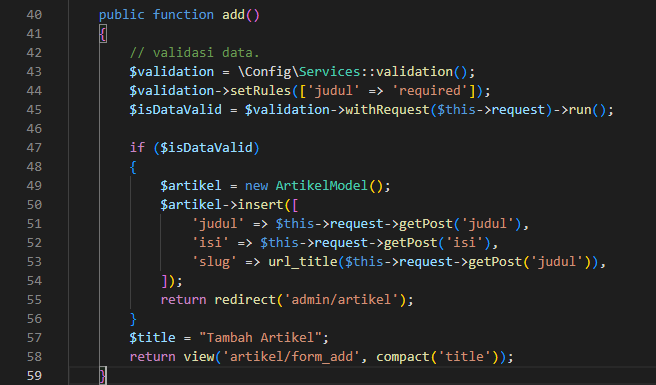 40 public function add()
41 {
42 // validasi data.
43 $validation = \Config\Services::validation();
44 $validation->setRules(['judul' => 'required']);
45 $isDataValid = $validation->withRequest($this->request)->run();
46
47 if ($isDataValid)
48 {
49 $artikel = new ArtikelModel();
50 $artikel->insert([
51 'judul' => $this->request->getPost('judul'),
52 'isi' => $this->request->getPost('isi'),
53 'slug' => url_title($this->request->getPost('judul')),
54 ]);
55 return redirect('admin/artikel');
56 }
57 $title = "Tambah Artikel";
58 return view('artikel/form_add', compact('title'));
59 }